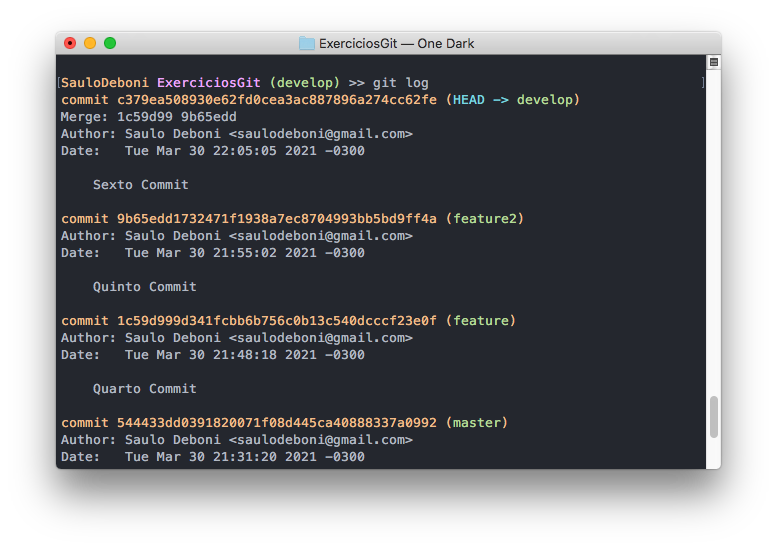 ExerciciosGit — One Dark
[SauloDeboni ExerciciosGit (develop) >> git log ]
commit c379ea508930e62fd0cea3ac887896a274cc62fe (HEAD -> develop)
Merge: 1c59d99 9b65edd
Author: Saulo Deboni <saulodeboni@gmail.com>
Date:   Tue Mar 30 22:05:05 2021 -0300
Sexto Commit
commit 9b65edd1732471f1938a7ec8704993bb5bd9ff4a (feature2)
Author: Saulo Deboni <saulodeboni@gmail.com>
Date:   Tue Mar 30 21:55:02 2021 -0300
Quinto Commit
commit 1c59d999d341fcbb6b756c0b13c540dcccf23e0f (feature)
Author: Saulo Deboni <saulodeboni@gmail.com>
Date:   Tue Mar 30 21:48:18 2021 -0300
Quarto Commit
commit 544433dd0391820071f08d445ca40888337a0992 (master)
Author: Saulo Deboni <saulodeboni@gmail.com>
Date:   Tue Mar 30 21:31:20 2021 -0300